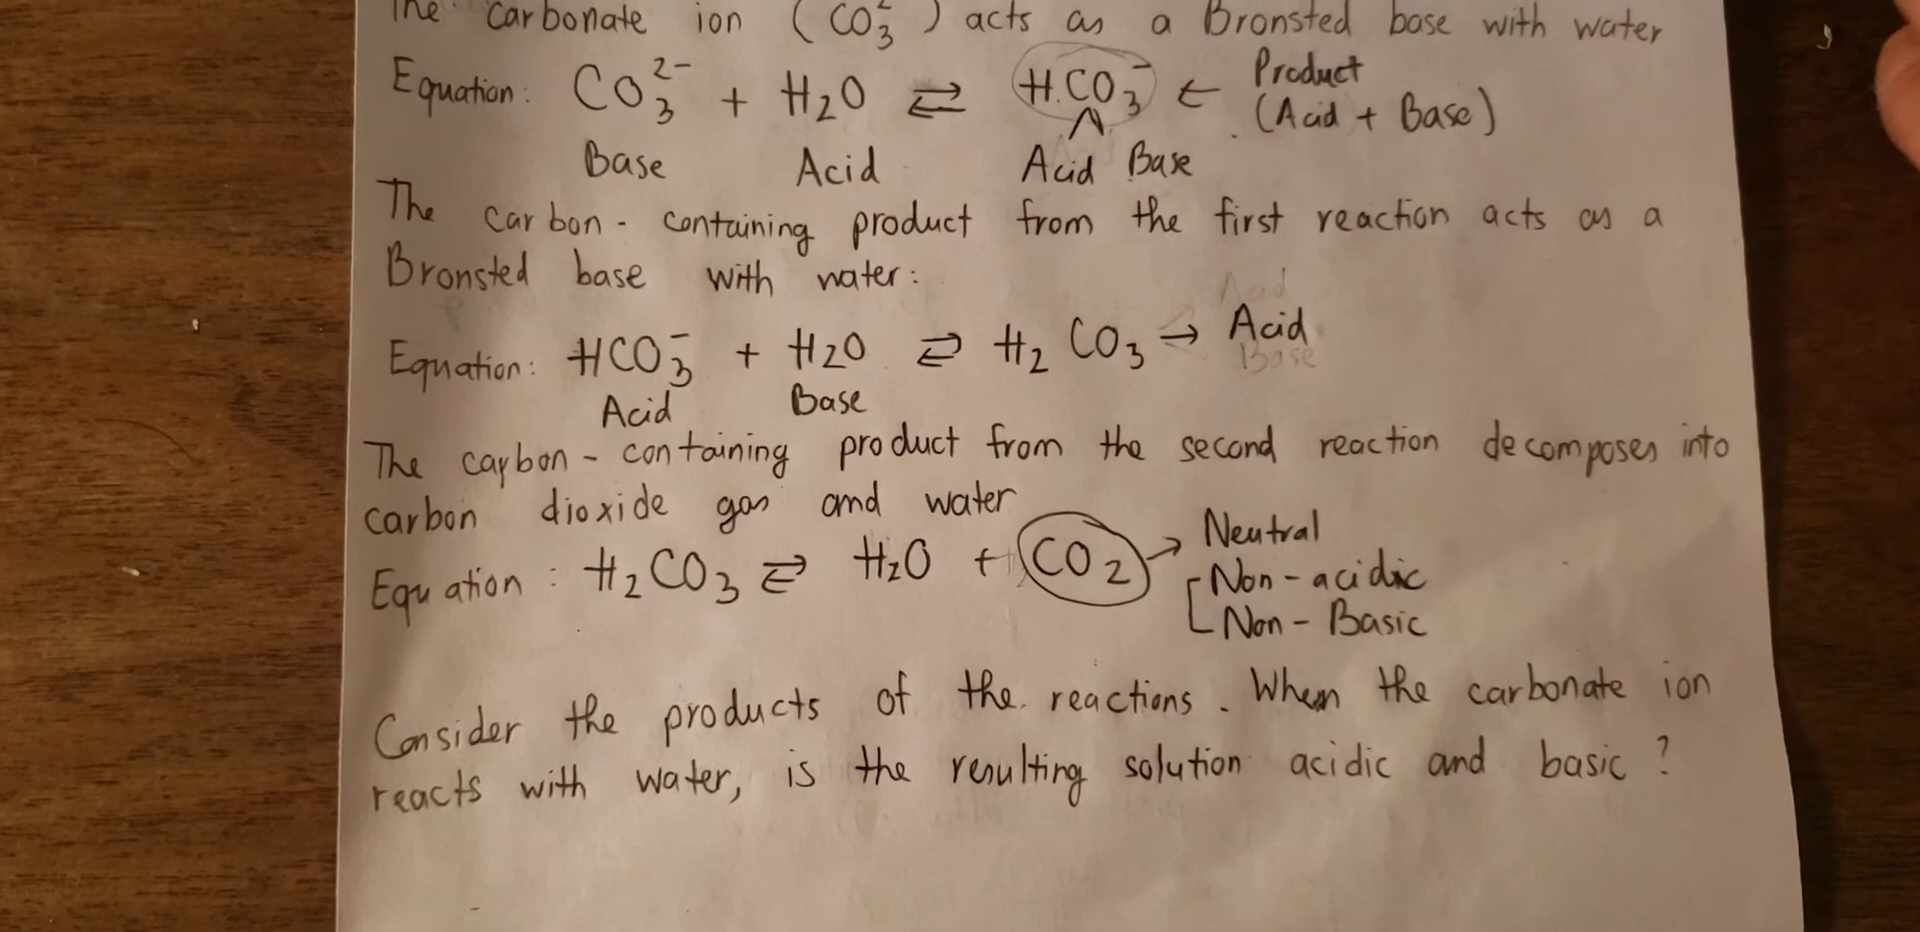 The carbonate ion (CO₃²⁻) acts as a Bronsted base with water
Equation: CO₃²⁻ + H₂O ⇄ H.CO₃⁻ ← Product
(Acid + Base)
Base Acid Acid Base
The carbon - containing product from the first reaction acts as a
Bronsted base with water:
Equation: HCO₃⁻ + H₂O ⇄ H₂ CO₃ → Acid
Base
Acid Base
The carbon - containing product from the second reaction decomposes into
carbon dioxide gas and water
Equation : H₂CO₃ ⇄ H₂O + CO₂ → Neutral
Non - acidic
Non - Basic
Consider the products of the reactions. When the carbonate ion
reacts with water, is the resulting solution acidic and basic ?